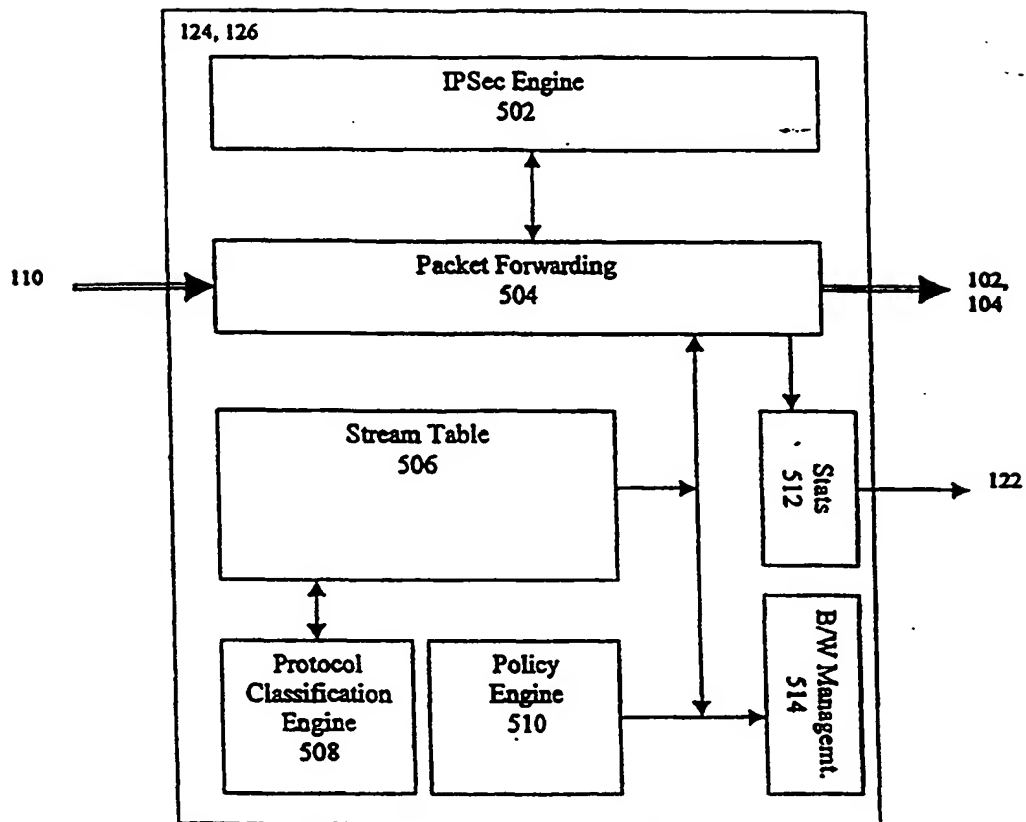 124, 126
IPSec Engine
502
Packet Forwarding
504
110
102,
104
Stream Table
506
Stats
512
122
Protocol
Classification
Engine
508
Policy
Engine
510
B/W Managemt.
514